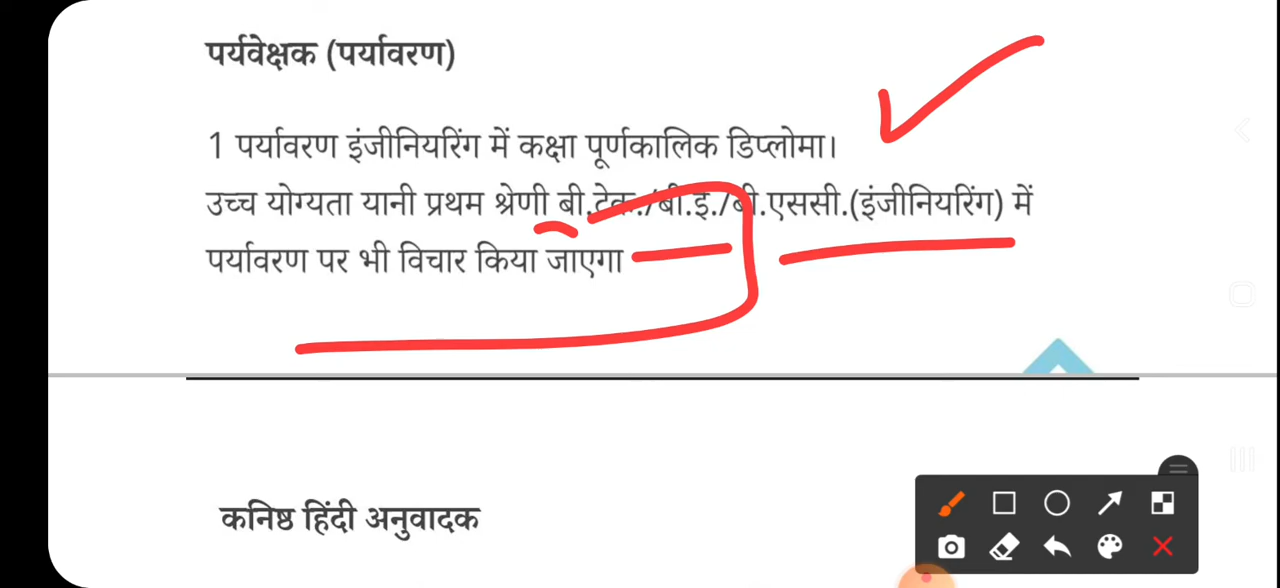 पर्यवेक्षक (पर्यावरण)
1 पर्यावरण इंजीनियरिंग में कक्षा पूर्णकालिक डिप्लोमा।
उच्च योग्यता यानी प्रथम श्रेणी बी.टेक./बी.ई./बी.एससी.(इंजीनियरिंग) में
पर्यावरण पर भी विचार किया जाएगा
कनिष्ठ हिंदी अनुवादक